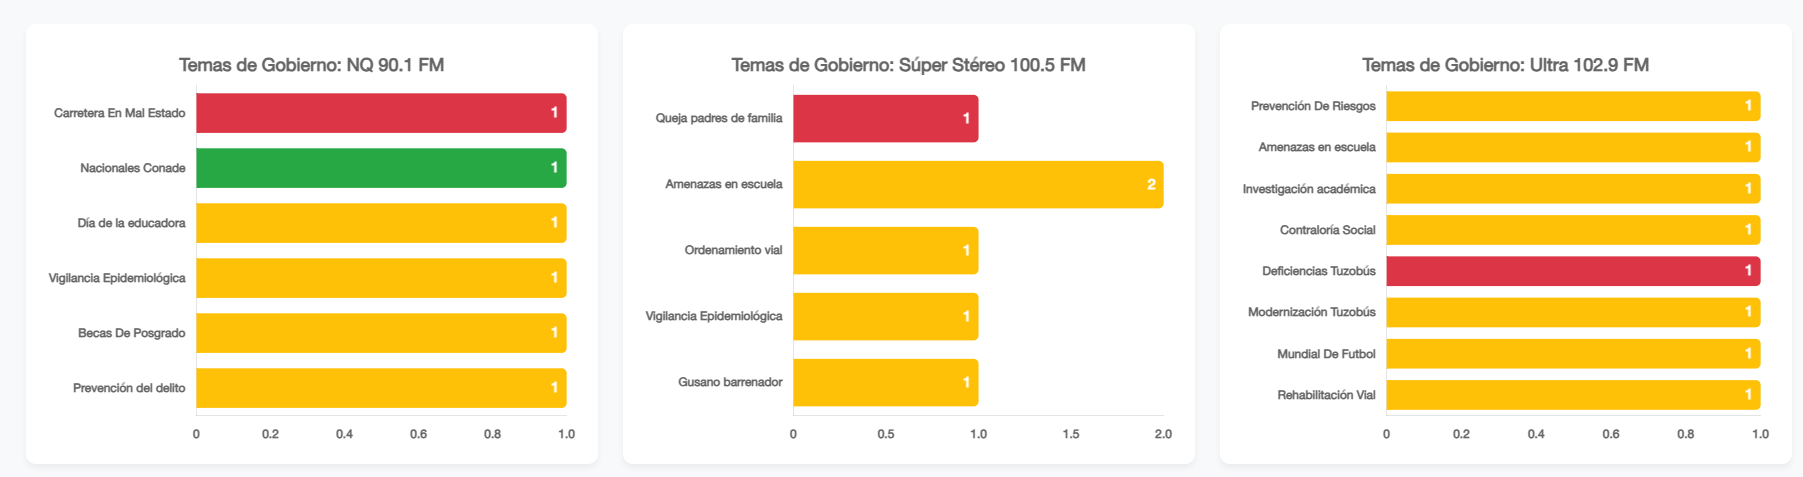 Temas de Gobierno: NQ 90.1 FM
Carretera En Mal Estado 1
Nacionales Conade 1
Día de la educadora 1
Vigilancia Epidemiológica 1
Becas De Posgrado 1
Prevención del delito 1
0 0.2 0.4 0.6 0.8 1.0
Temas de Gobierno: Súper Stéreo 100.5 FM
Queja padres de familia 1
Amenazas en escuela 2
Ordenamiento vial 1
Vigilancia Epidemiológica 1
Gusano barrenador 1
0 0.5 1.0 1.5 2.0
Temas de Gobierno: Ultra 102.9 FM
Prevención De Riesgos 1
Amenazas en escuela 1
Investigación académica 1
Contraloría Social 1
Deficiencias Tuzobús 1
Modernización Tuzobús 1
Mundial De Futbol 1
Rehabilitación Vial 1
0 0.2 0.4 0.6 0.8 1.0